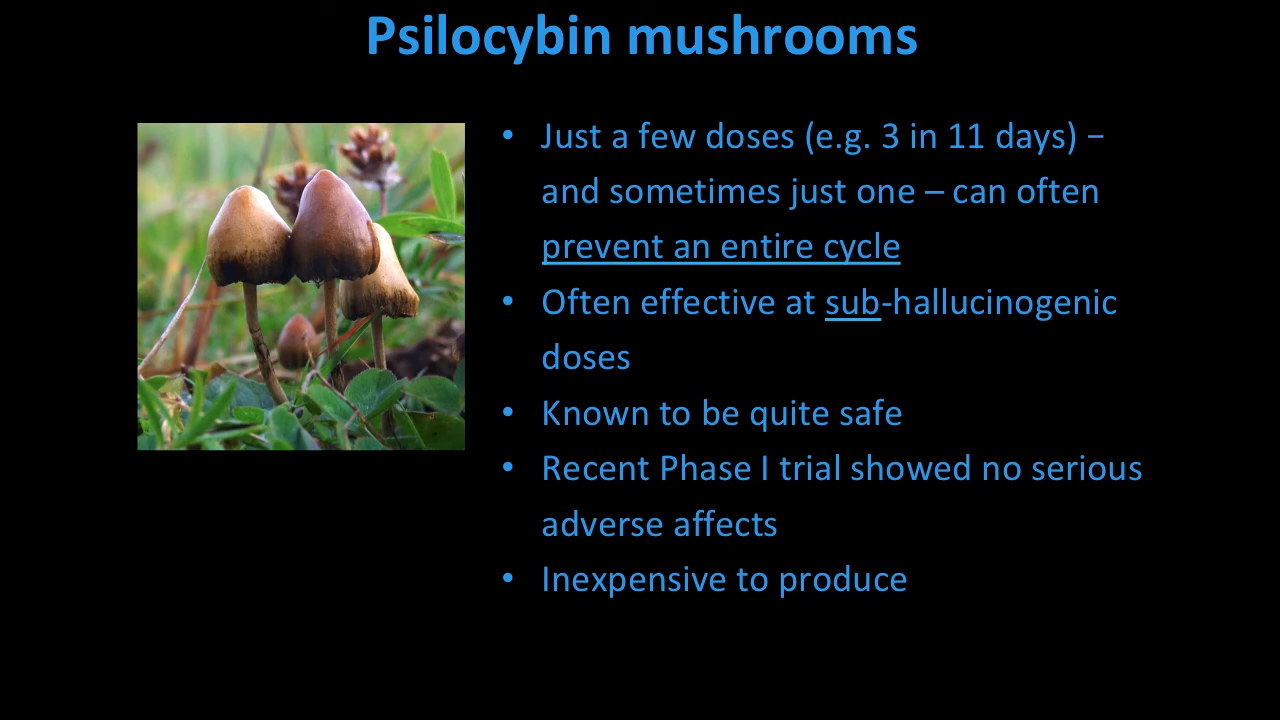 Psilocybin mushrooms
• Just a few doses (e.g. 3 in 11 days) –
and sometimes just one – can often
prevent an entire cycle
• Often effective at sub-hallucinogenic
doses
• Known to be quite safe
• Recent Phase I trial showed no serious
adverse affects
• Inexpensive to produce